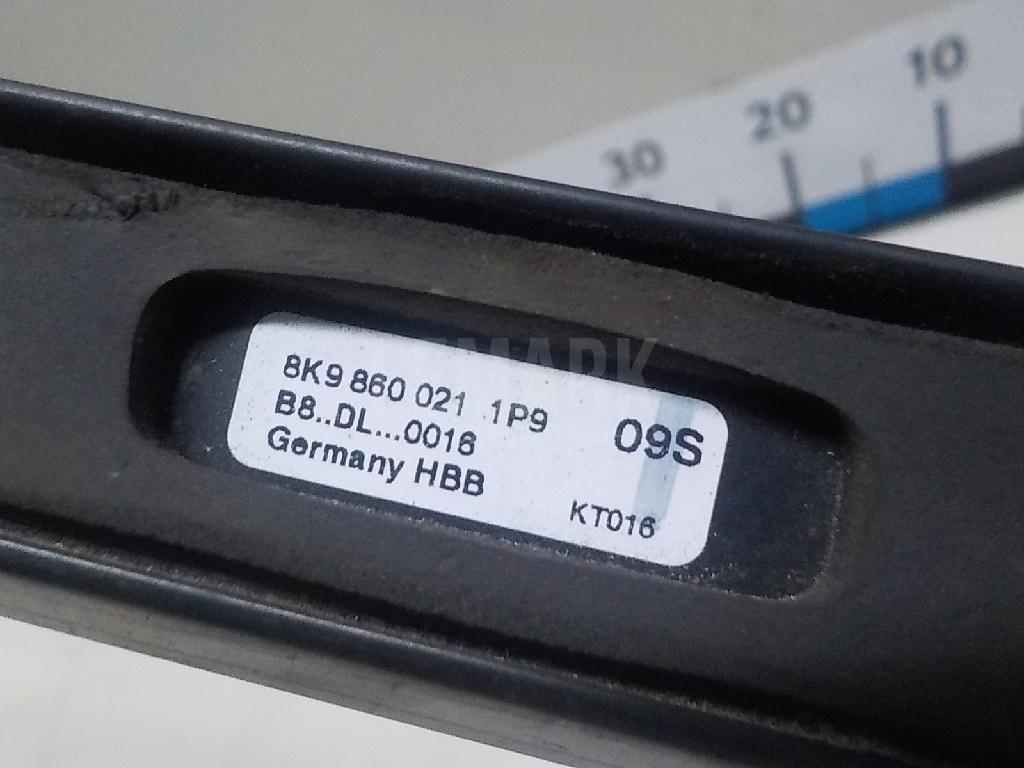 10
20
30
8K9 860 021 1P9
09S
B8..DL...0016
Germany HBB
KT016